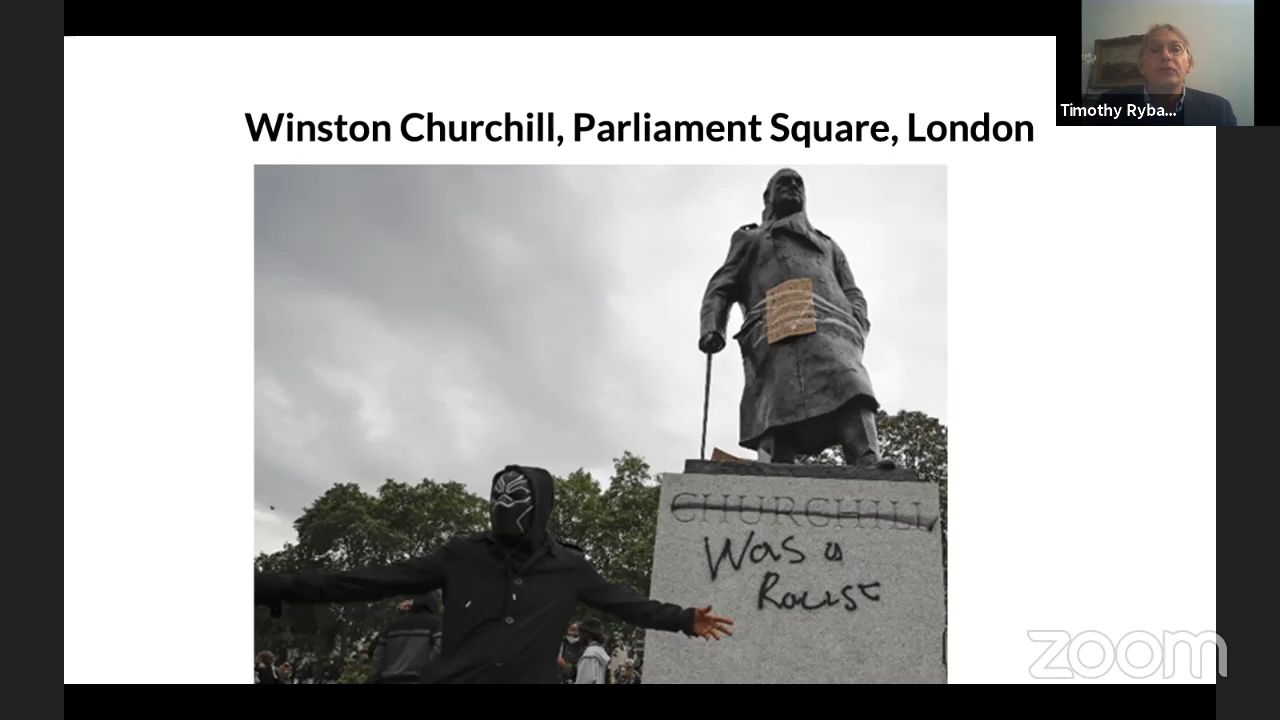 Winston Churchill, Parliament Square, London
Timothy Ryba...
CHURCHILL
Was a
Racist
zoom